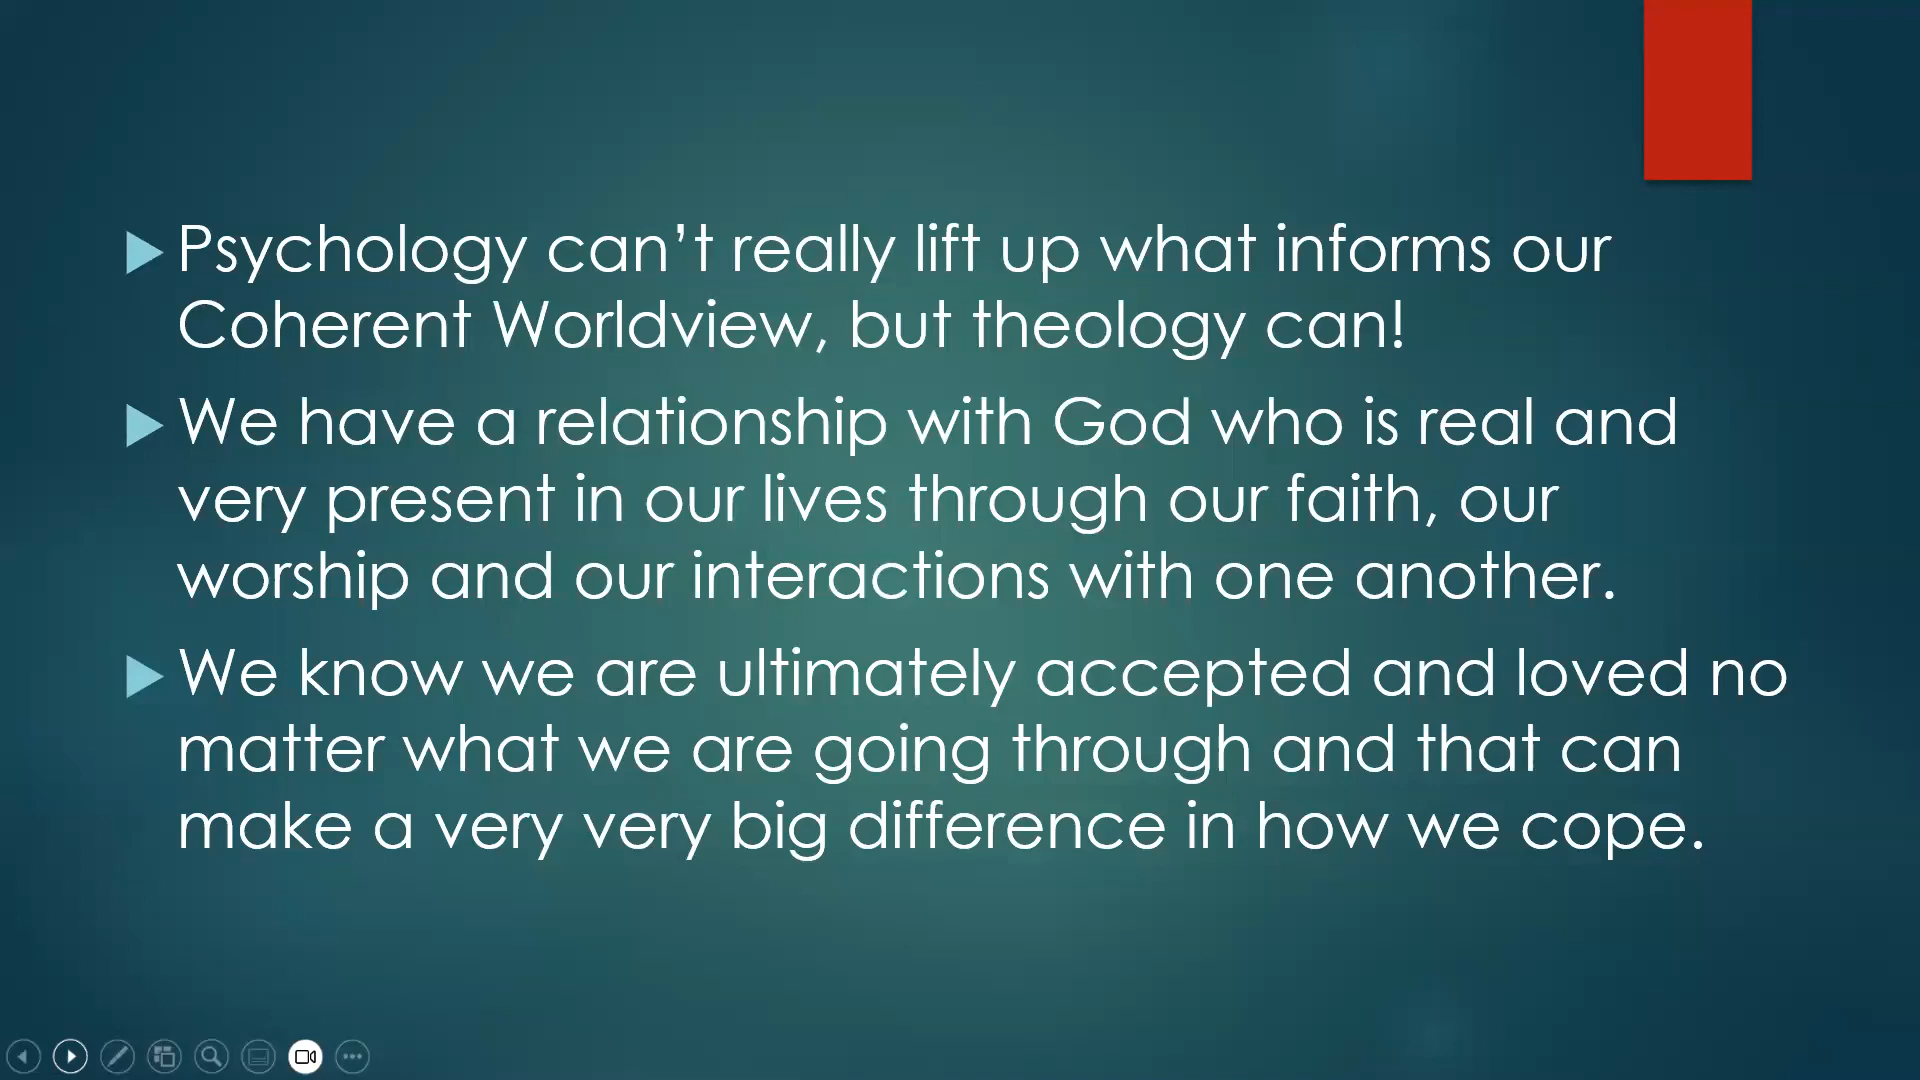 Psychology can’t really lift up what informs our
Coherent Worldview, but theology can!
We have a relationship with God who is real and
very present in our lives through our faith, our
worship and our interactions with one another.
We know we are ultimately accepted and loved no
matter what we are going through and that can
make a very very big difference in how we cope.